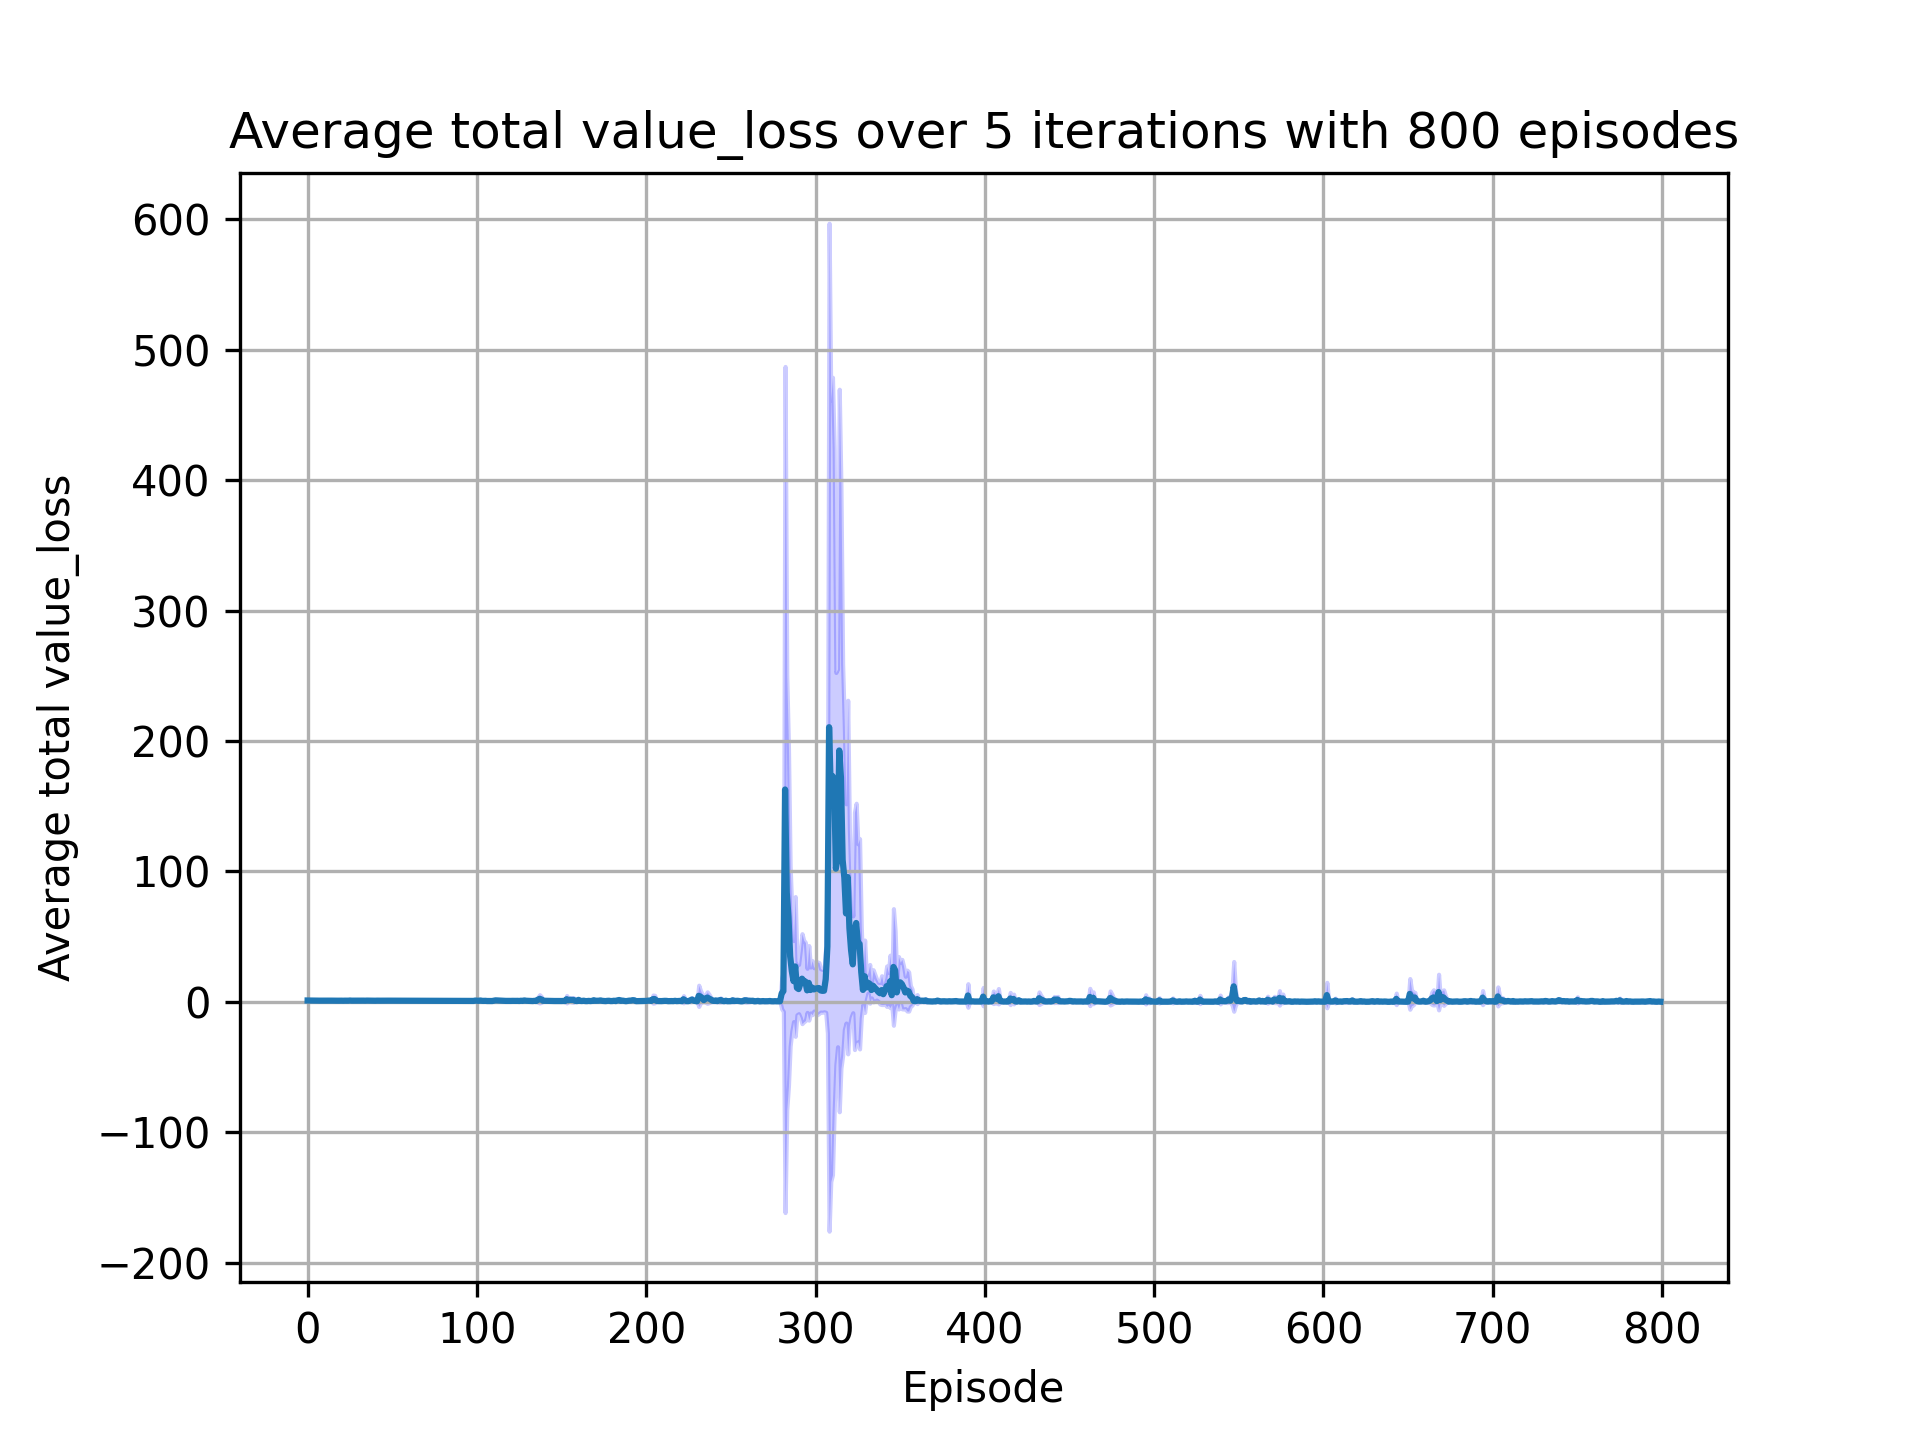 Average total value_loss over 5 iterations with 800 episodes
600
500
400
300
200
100
0
−100
−200
Average total value_loss
0 100 200 300 400 500 600 700 800
Episode